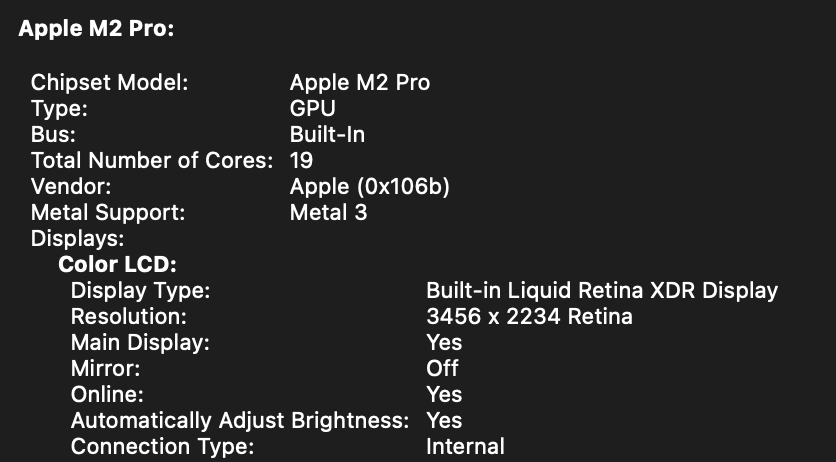 Apple M2 Pro:
Chipset Model: Apple M2 Pro
Type: GPU
Bus: Built-In
Total Number of Cores: 19
Vendor: Apple (0x106b)
Metal Support: Metal 3
Displays:
Color LCD:
Display Type: Built-in Liquid Retina XDR Display
Resolution: 3456 x 2234 Retina
Main Display: Yes
Mirror: Off
Online: Yes
Automatically Adjust Brightness: Yes
Connection Type: Internal